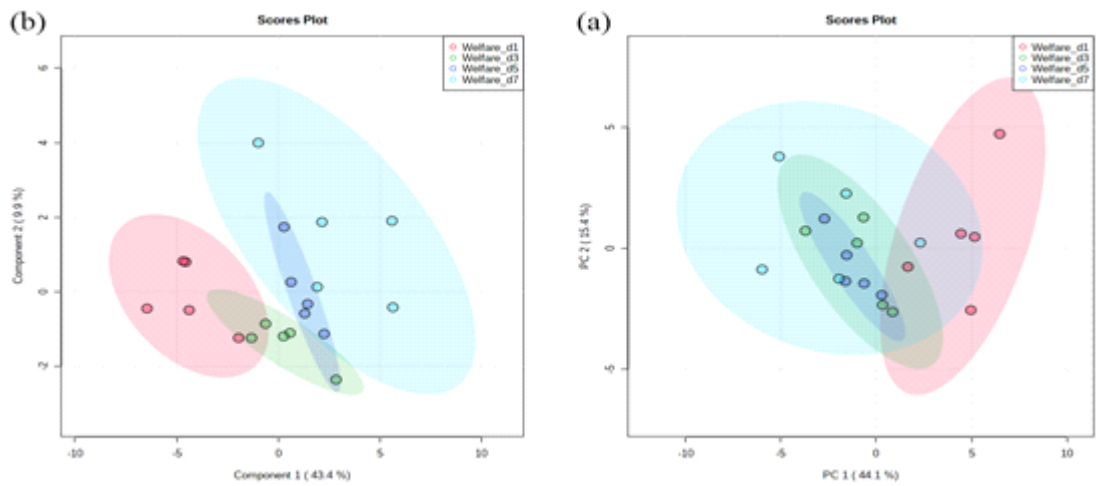 (b)
Scores Plot
Welfare_d1
Welfare_d3
Welfare_d5
Welfare_d7
6
4
2
0
-2
Component 2 ( 9.9 %)
-10
-5
0
5
10
Component 1 ( 43.4 %)
(a)
Scores Plot
Welfare_d1
Welfare_d3
Welfare_d5
Welfare_d7
5
0
-5
PC 2 ( 15.4 %)
-10
-5
0
5
10
PC 1 ( 44.1 %)